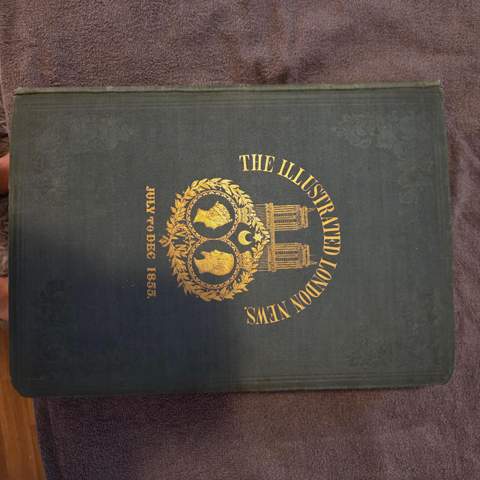 THE ILLUSTRATED LONDON NEWS.
JULY TO DEC 1855.